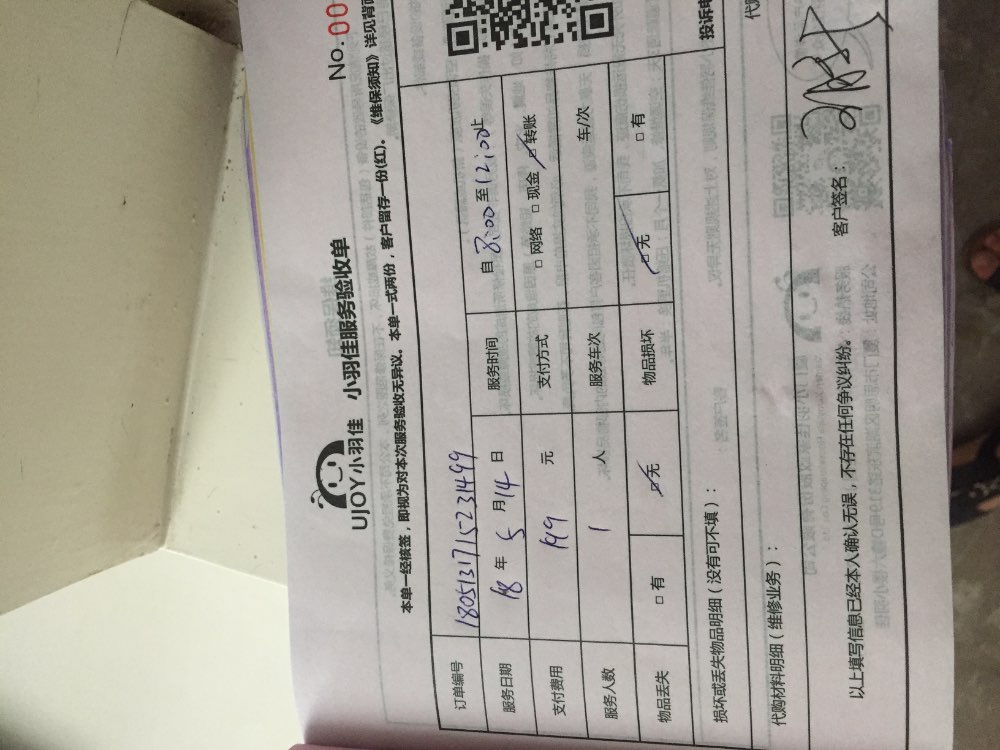 No. 00
UJOY小羽佳 小羽佳服务验收单
本单一经核签，即视为对本次服务验收无异议。本单一式两份，客户留存一份(红)。《维保须知》详见背面
订单编号 180513171523 1499
服务日期 18 年 5 月 14 日 服务时间 自 8:00 至 12:00 止
支付费用 199 元 支付方式 □ 网络 □ 现金 ☑ 转账
服务人数 1 人 服务车次 车/次
物品丢失 □ 有 ☑ 无 物品损坏 ☑ 无 □ 有
损坏或丢失物品明细（没有可不填）： 投诉
代购材料明细（维修业务）： 代
以上填写信息已经本人确认无误，不存在任何争议纠纷。 客户签名：